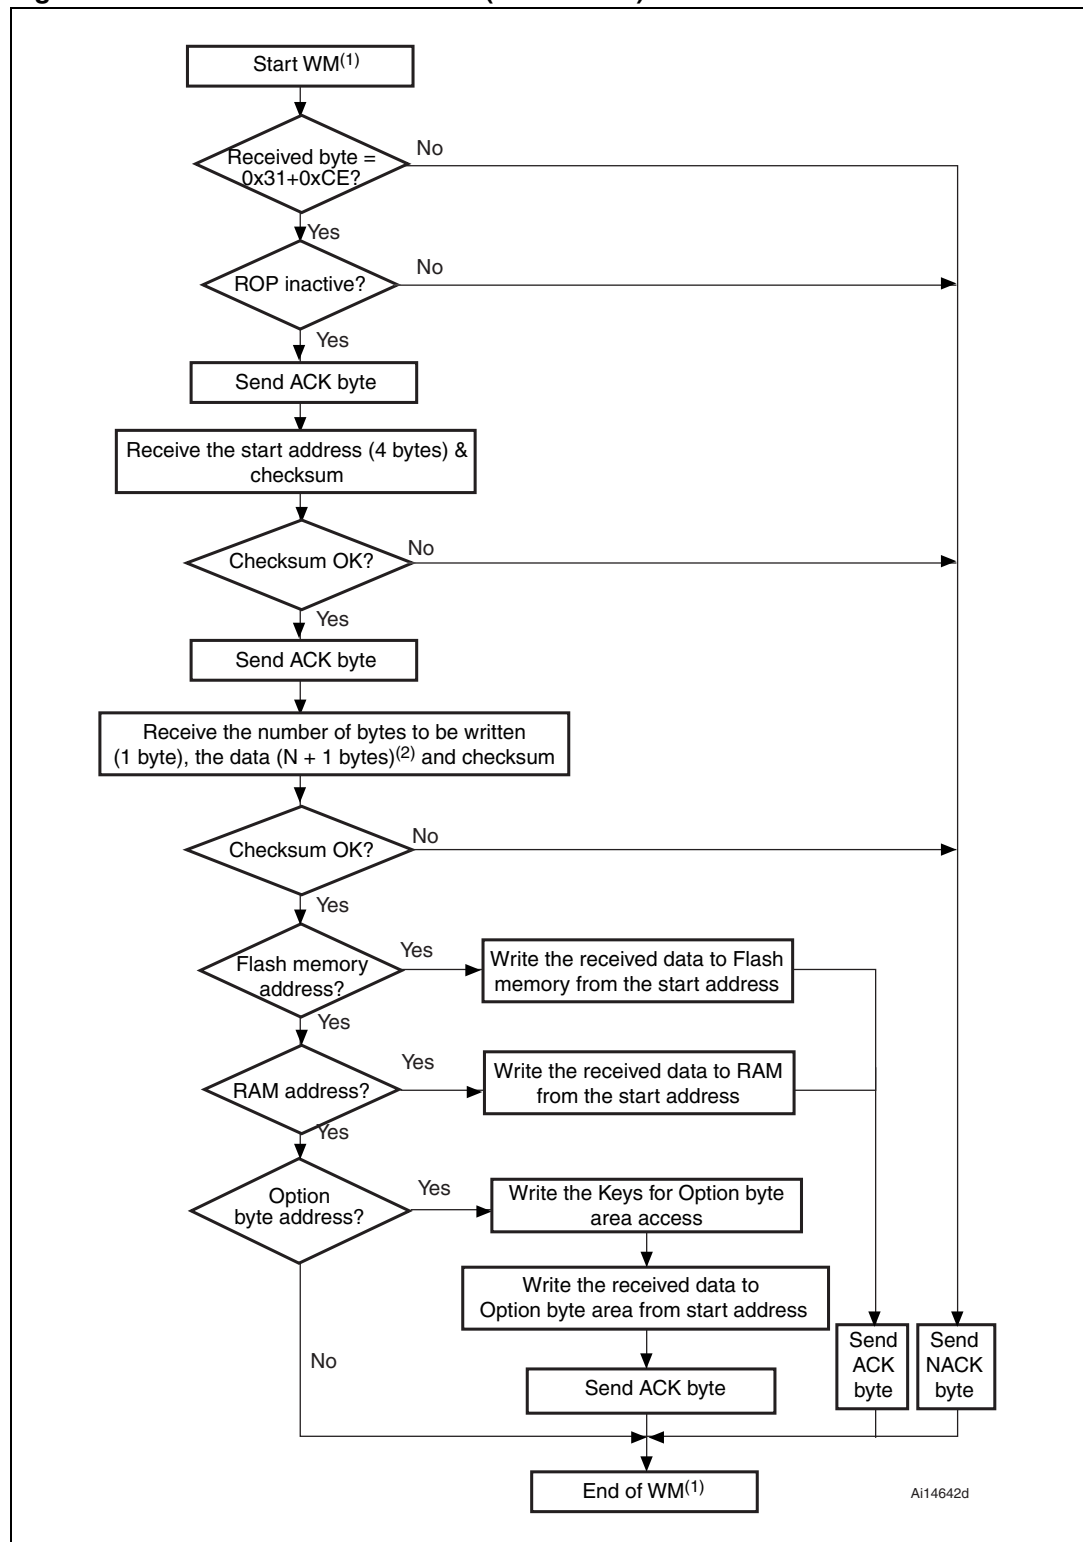 Start WM(1)
Received byte =
0x31+0xCE?
No
Yes
ROP inactive?
No
Yes
Send ACK byte
Receive the start address (4 bytes) &
checksum
Checksum OK?
No
Yes
Send ACK byte
Receive the number of bytes to be written
(1 byte), the data (N + 1 bytes)(2) and checksum
Checksum OK?
No
Yes
Flash memory
address?
Yes
Write the received data to Flash
memory from the start address
Yes
RAM address?
Yes
Write the received data to RAM
from the start address
Yes
Option
byte address?
Yes
Write the Keys for Option byte
area access
Write the received data to
Option byte area from start address
No
Send ACK byte
Send
ACK
byte
Send
NACK
byte
End of WM(1)
Ai14642d